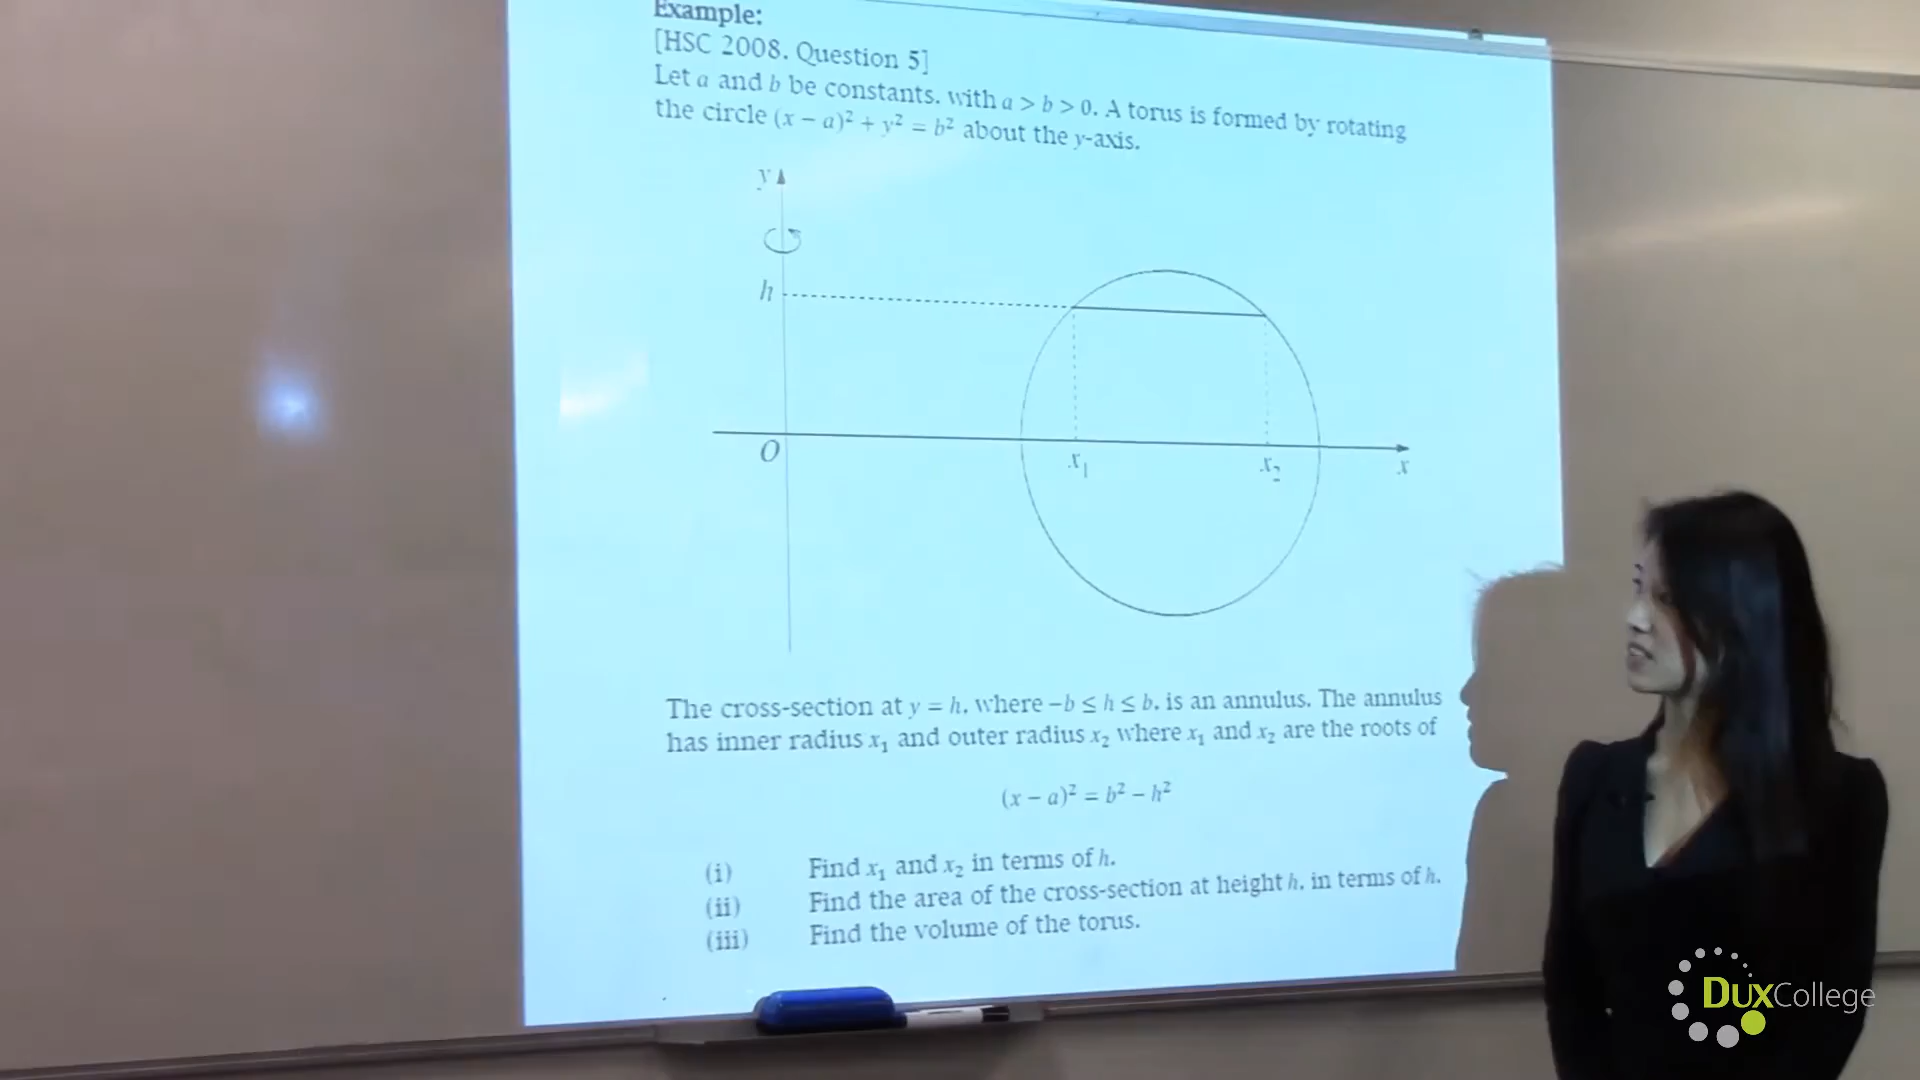 Example:
[HSC 2008. Question 5]
Let a and b be constants. with a > b > 0. A torus is formed by rotating
the circle (x – a)² + y² = b² about the y-axis.
y
h
O
x₁
x₂
x
The cross-section at y = h, where –b ≤ h ≤ b. is an annulus. The annulus
has inner radius x₁ and outer radius x₂ where x₁ and x₂ are the roots of
(x – a)² = b² – h²
(i) Find x₁ and x₂ in terms of h.
(ii) Find the area of the cross-section at height h. in terms of h.
(iii) Find the volume of the torus.
DuxCollege